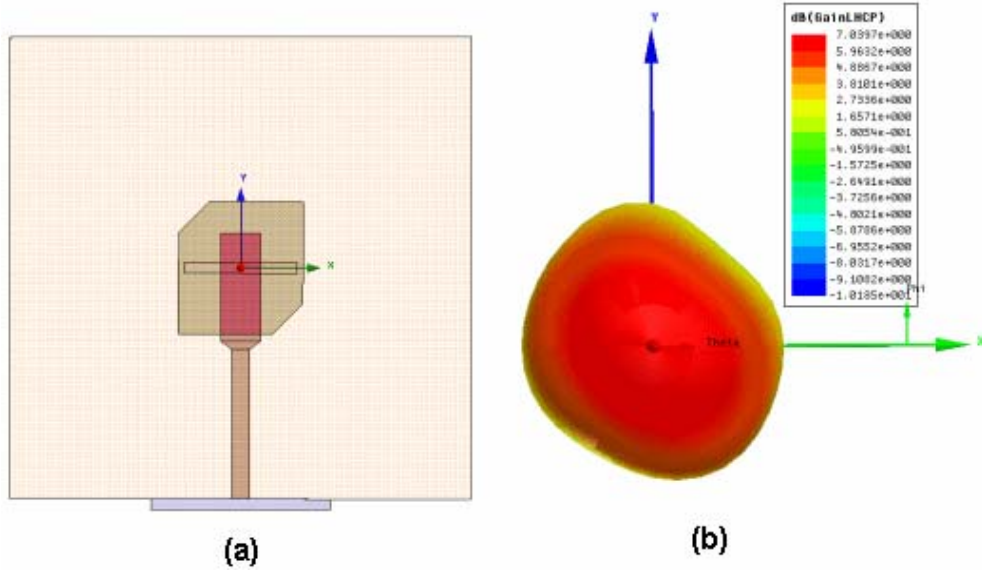 Y
X
(a)
Y
dB(GainLHCP)
7.0397e+000
5.9632e+000
4.8867e+000
3.8101e+000
2.7336e+000
1.6571e+000
5.8054e-001
-4.9599e-001
-1.5725e+000
-2.6491e+000
-3.7256e+000
-4.8021e+000
-5.8786e+000
-6.9552e+000
-8.0317e+000
-9.1082e+000
-1.0185e+001
Phi
Theta
X
(b)